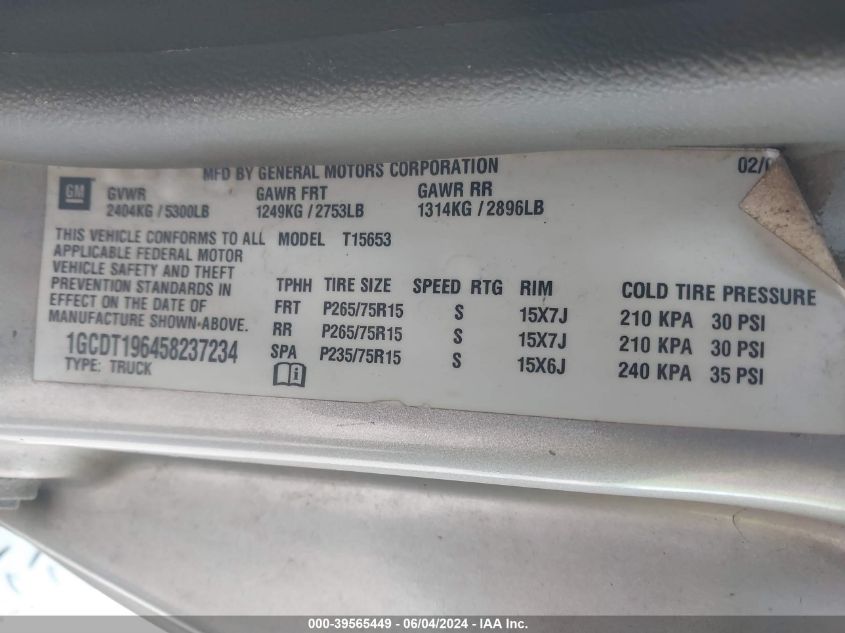 MFD BY GENERAL MOTORS CORPORATION 02/
GM
GVWR GAWR FRT GAWR RR
2404KG / 5300LB 1249KG / 2753LB 1314KG / 2896LB
THIS VEHICLE CONFORMS TO ALL MODEL T15653
APPLICABLE FEDERAL MOTOR
VEHICLE SAFETY AND THEFT
PREVENTION STANDARDS IN
EFFECT ON THE DATE OF
MANUFACTURE SHOWN-ABOVE.
1GCDT196458237234
TYPE: TRUCK
TPHH TIRE SIZE SPEED RTG RIM COLD TIRE PRESSURE
FRT P265/75R15 S 15X7J 210 KPA 30 PSI
RR P265/75R15 S 15X7J 210 KPA 30 PSI
SPA P235/75R15 S 15X6J 240 KPA 35 PSI
i
000-39565449 - 06/04/2024 - IAA Inc.